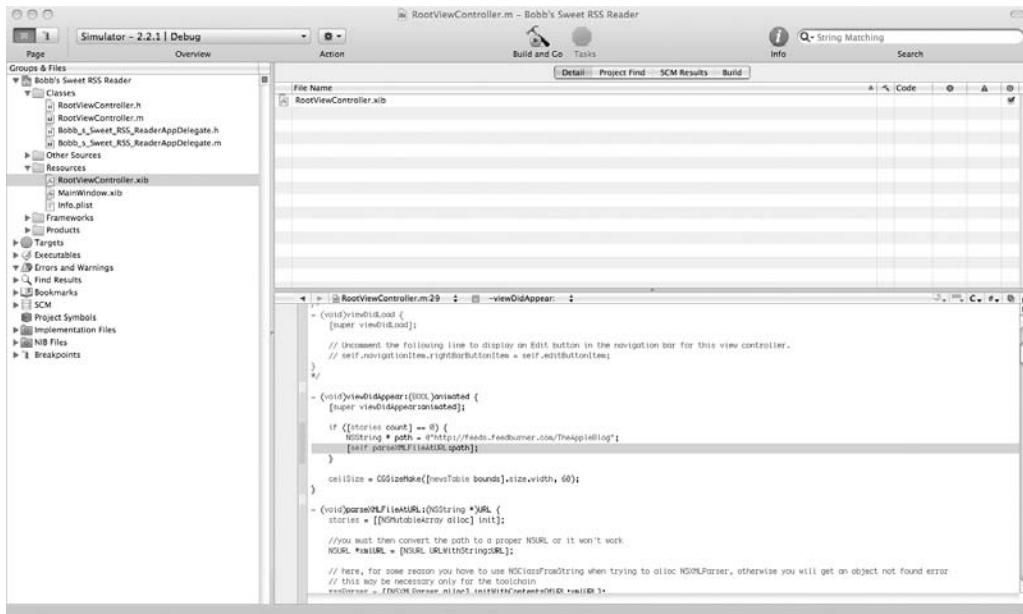 RootViewController.m - Bobb's Sweet RSS Reader
Simulator - 2.2.1 | Debug
String Matching
Page
Overview
Action
Build and Go
Tasks
Info
Search
Groups & Files
Bobb's Sweet RSS Reader
Classes
RootViewController.h
RootViewController.m
Bobb_s_Sweet_RSS_ReaderAppDelegate.h
Bobb_s_Sweet_RSS_ReaderAppDelegate.m
Other Sources
Resources
RootViewController.xib
MainWindow.xib
Info.plist
Frameworks
Products
Targets
Executables
Errors and Warnings
Find Results
Bookmarks
SCM
Project Symbols
Implementation Files
NIB Files
Breakpoints
Detail Project Find SCM Results Build
File Name Code
RootViewController.xib
RootViewController.m:29 -viewDidAppear:
- (void)viewDidLoad {
[super viewDidLoad];
// Uncomment the following line to display an Edit button in the navigation bar for this view controller.
// self.navigationItem.rightBarButtonItem = self.editButtonItem;
}
*/
- (void)viewDidAppear:(BOOL)animated {
[super viewDidAppear:animated];
if ([stories count] == 0) {
NSString * path = @"http://feeds.feedburner.com/TheAppleBlog";
[self parseXMLFileAtURL:path];
}
cellSize = CGSizeMake([newsTable bounds].size.width, 60);
}
- (void)parseXMLFileAtURL:(NSString *)URL {
stories = [[NSMutableArray alloc] init];
//you must then convert the path to a proper NSURL or it won't work
NSURL *xmlURL = [NSURL URLWithString:URL];
// here, for some reason you have to use NSClassFromString when trying to alloc NSXMLParser, otherwise you will get an object not found error
// this may be necessary only for the toolchain
rssParser = [[NSXMLParser alloc] initWithContentsOfURL:xmlURL];